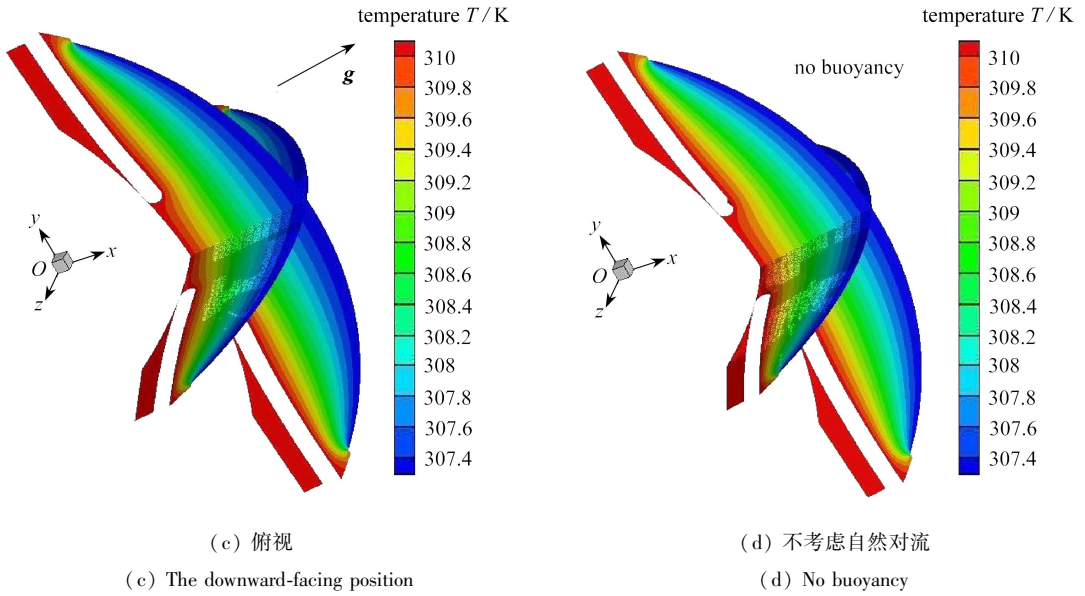 temperature T / K
g
310
309.8
309.6
309.4
309.2
309
308.8
308.6
308.4
308.2
308
307.8
307.6
307.4
y
x
O
z
(c) 俯视
(c) The downward-facing position
temperature T / K
no buoyancy
310
309.8
309.6
309.4
309.2
309
308.8
308.6
308.4
308.2
308
307.8
307.6
307.4
y
x
O
z
(d) 不考虑自然对流
(d) No buoyancy